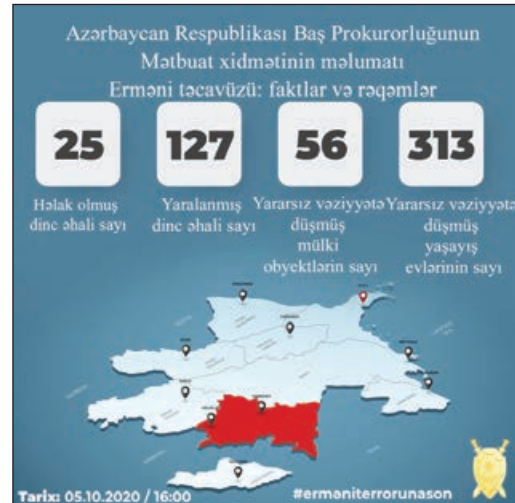 Azərbaycan Respublikası Baş Prokurorluğunun
Mətbuat xidmətinin məlumatı
Erməni təcavüzü: faktlar və rəqəmlər
25
Həlak olmuş
dinc əhali sayı
127
Yaralanmış
dinc əhali sayı
56
Yararsız vəziyyətə
düşmüş
mülki
obyektlərin sayı
313
Yararsız vəziyyətə
düşmüş
yaşayış
evlərinin sayı
Tarix: 05.10.2020 / 16:00
#erməniterrorunason